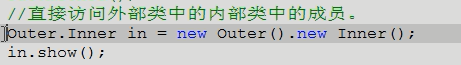 //直接访问外部类中的内部类中的成员。
Outer.Inner in = new Outer().new Inner();
in.show();